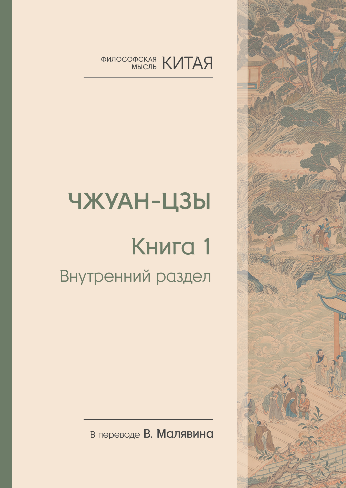 ФИЛОСОФСКАЯ
МЫСЛЬ КИТАЯ
ЧЖУАН-ЦЗЫ
Книга 1
Внутренний раздел
В переводе В. Малявина